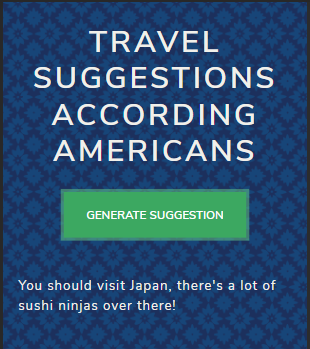 TRAVEL
SUGGESTIONS
ACCORDING
AMERICANS
GENERATE SUGGESTION
You should visit Japan, there's a lot of
sushi ninjas over there!